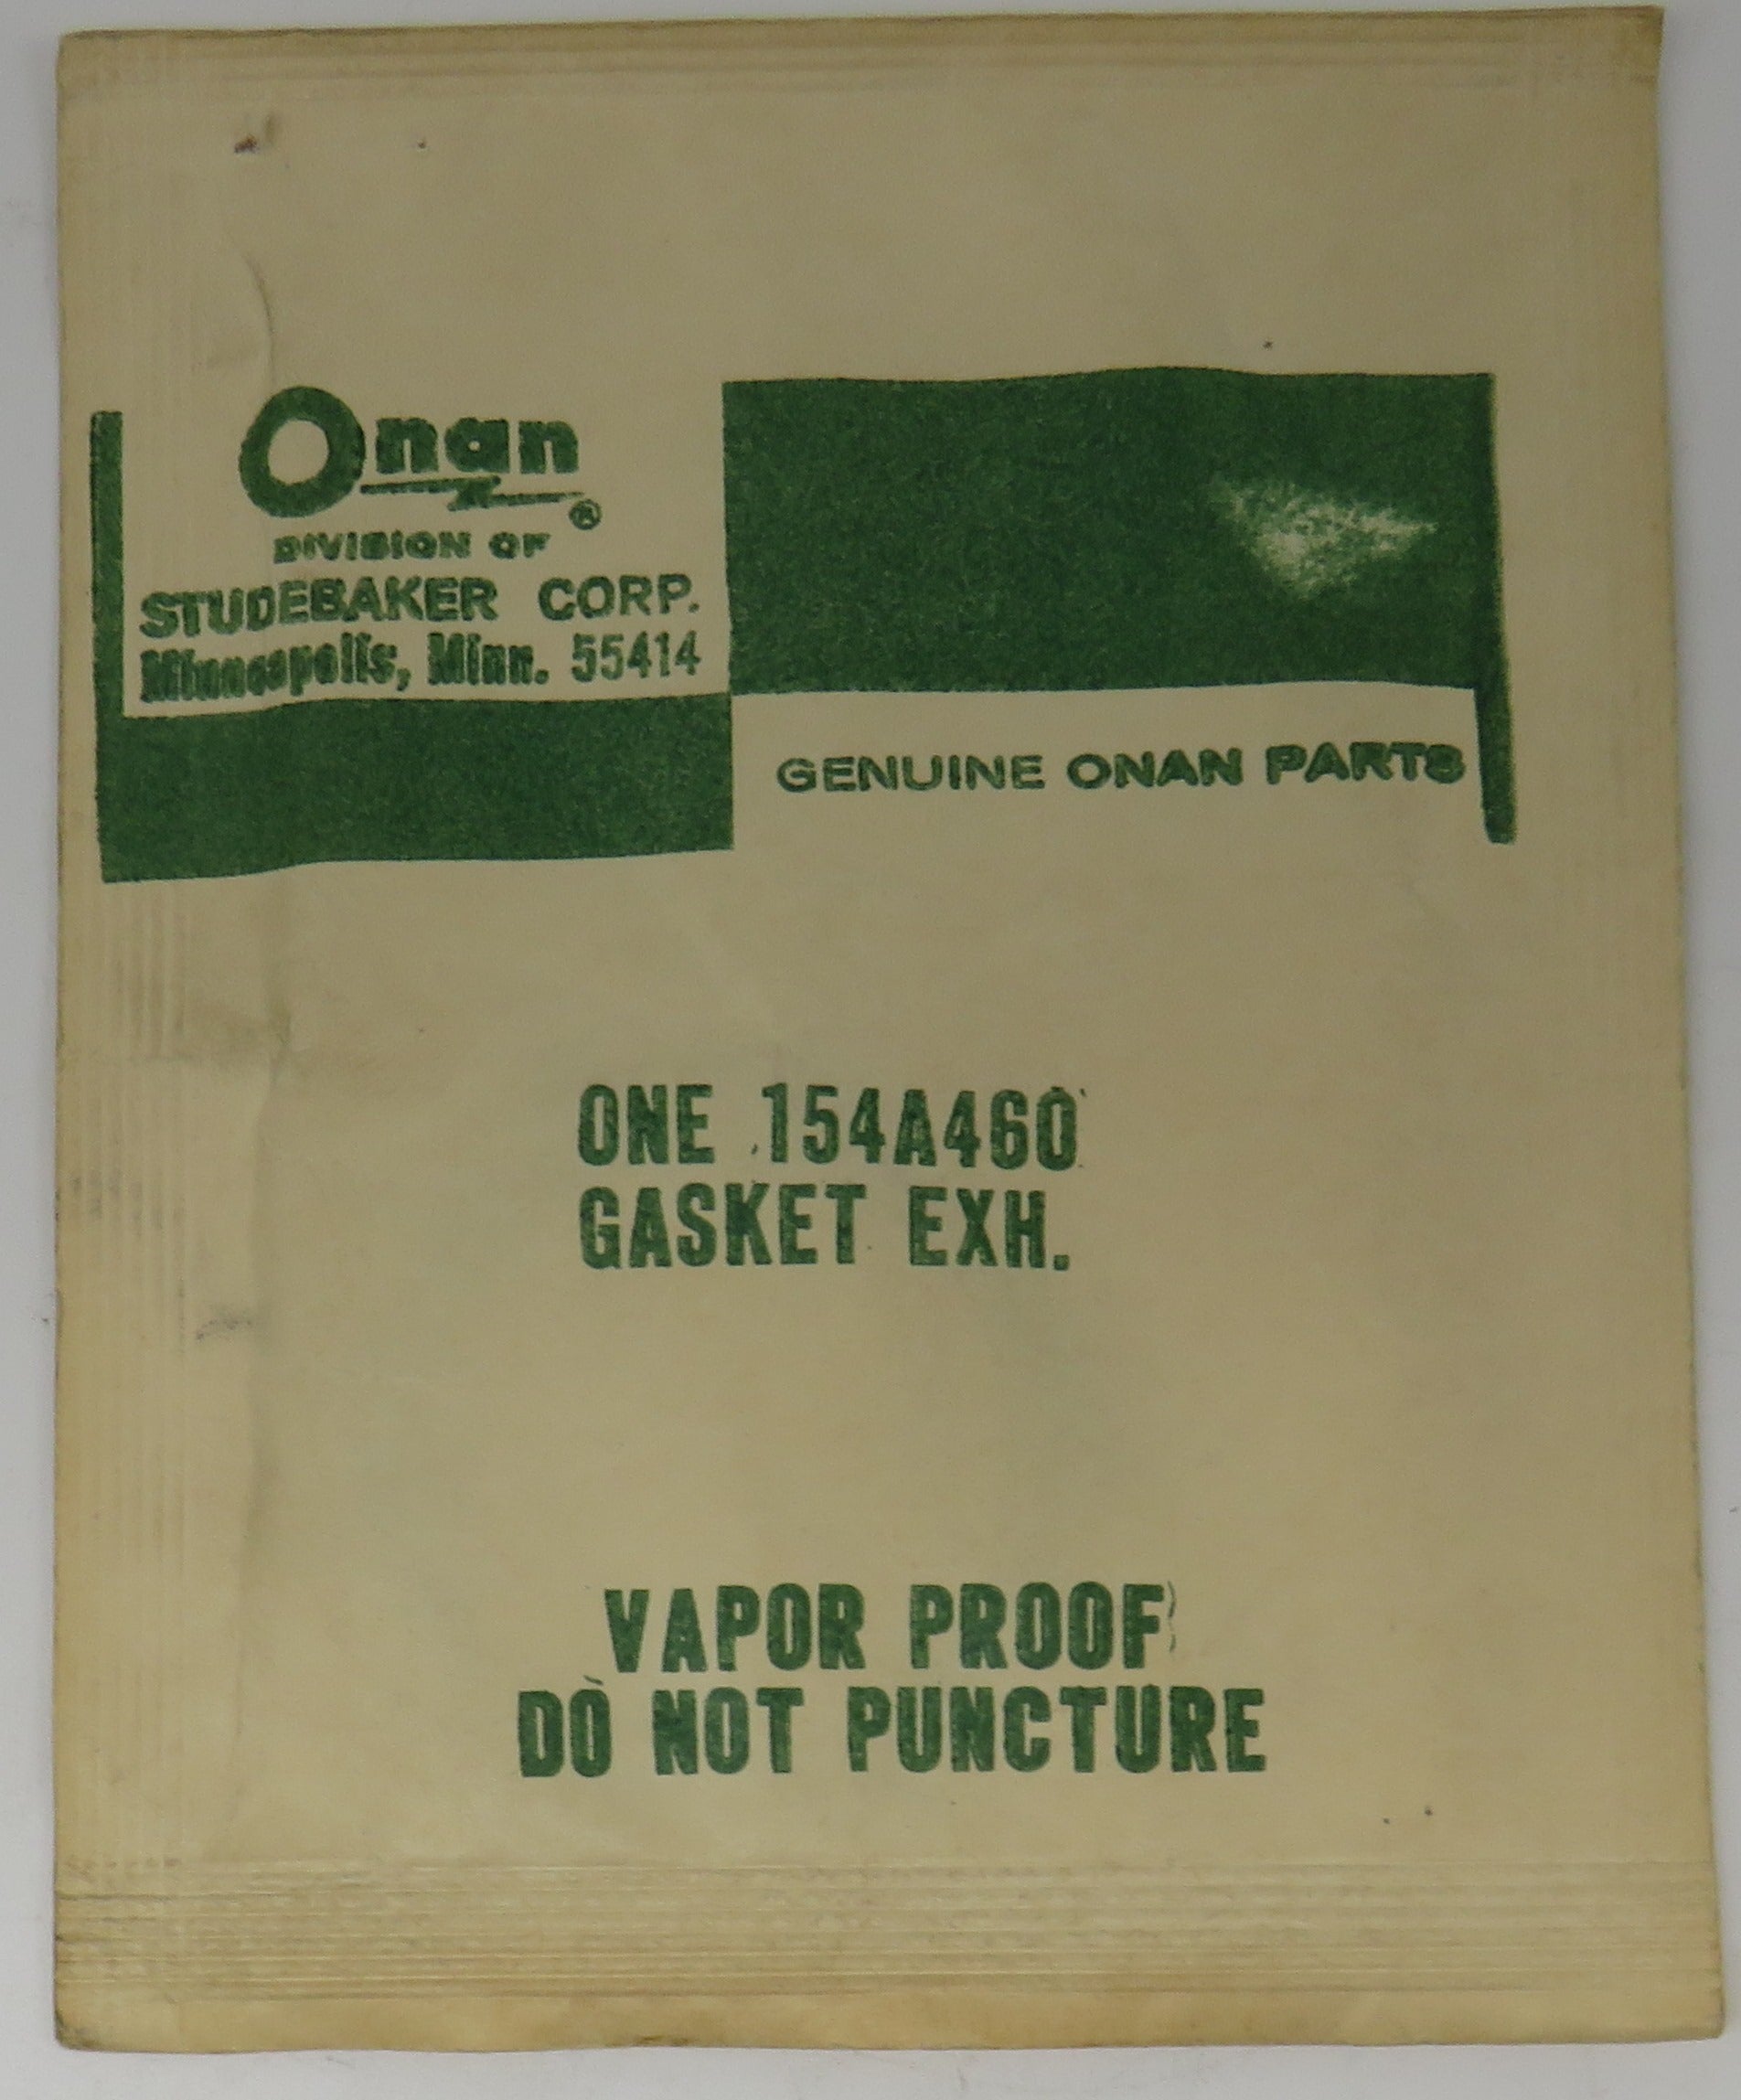 Onan
®
DIVISION OF
STUDEBAKER CORP.
Minneapolis, Minn. 55414
GENUINE ONAN PARTS
ONE 154A460
GASKET EXH.
VAPOR PROOF
DO NOT PUNCTURE